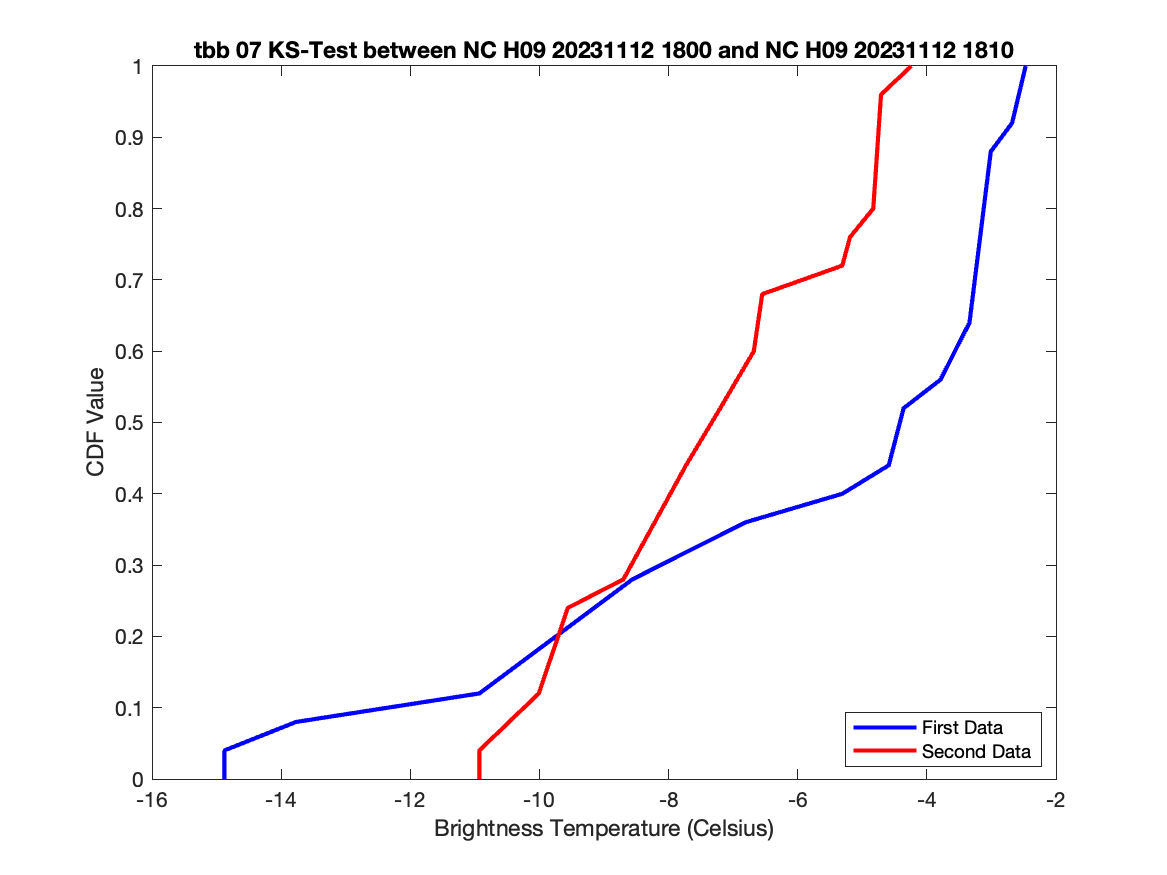 tbb 07 KS-Test between NC H09 20231112 1800 and NC H09 20231112 1810
1
0.9
0.8
0.7
0.6
0.5
0.4
0.3
0.2
0.1
0
CDF Value
-16 -14 -12 -10 -8 -6 -4 -2
Brightness Temperature (Celsius)
First Data
Second Data